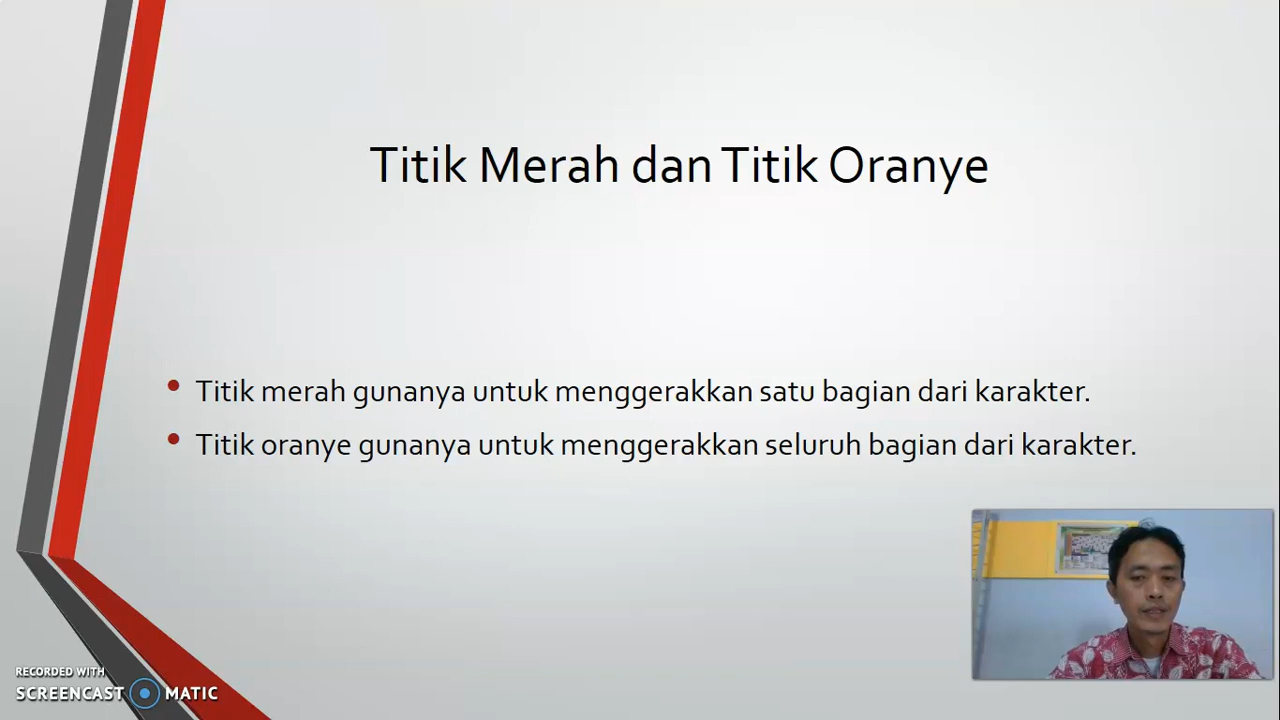 Titik Merah dan Titik Oranye
• Titik merah gunanya untuk menggerakkan satu bagian dari karakter.
• Titik oranye gunanya untuk menggerakkan seluruh bagian dari karakter.
RECORDED WITH
SCREENCAST MATIC